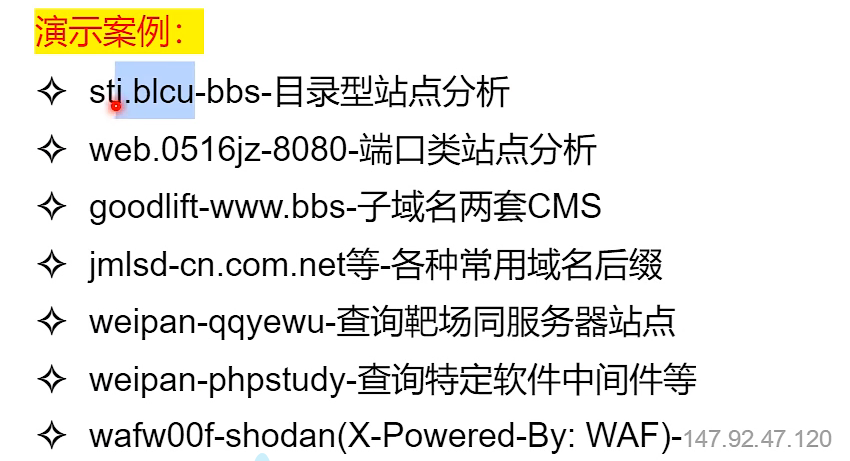 演示案例：
✧ sti.blcu-bbs-目录型站点分析
✧ web.0516jz-8080-端口类站点分析
✧ goodlift-www.bbs-子域名两套CMS
✧ jmlsd-cn.com.net等-各种常用域名后缀
✧ weipan-qqyewu-查询靶场同服务器站点
✧ weipan-phpstudy-查询特定软件中间件等
✧ wafw00f-shodan(X-Powered-By: WAF)-147.92.47.120